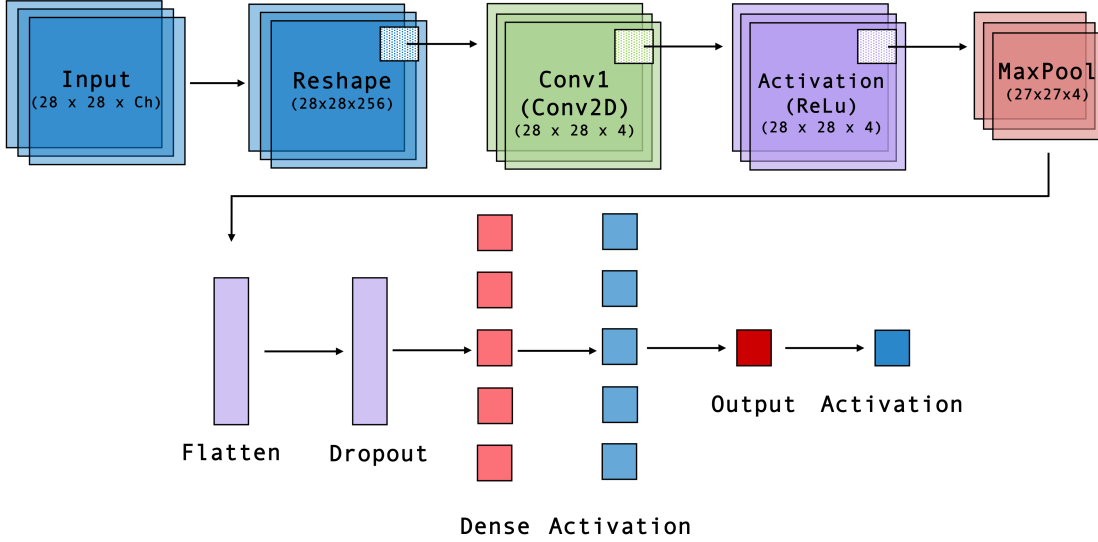 Input
(28 x 28 x Ch)
Reshape
(28x28x256)
Conv1
(Conv2D)
(28 x 28 x 4)
Activation
(ReLu)
(28 x 28 x 4)
MaxPool
(27x27x4)
Flatten
Dropout
Dense Activation
Output
Activation